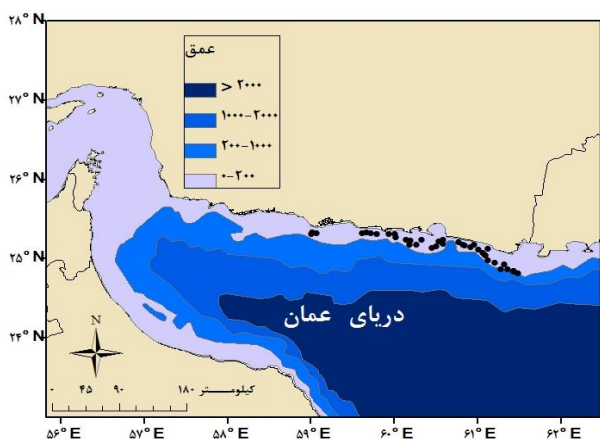 ۲۸° N
عمق
> ۲۰۰۰
۱۰۰۰-۲۰۰۰
۲۰۰-۱۰۰۰
۰-۲۰۰
۲۷° N
۲۶° N
۲۵° N
۲۴° N
دریای عمان
N
۰ ۴۵ ۹۰ ۱۸۰ کیلومتر
۵۶° E ۵۷° E ۵۸° E ۵۹° E ۶۰° E ۶۱° E ۶۲° E